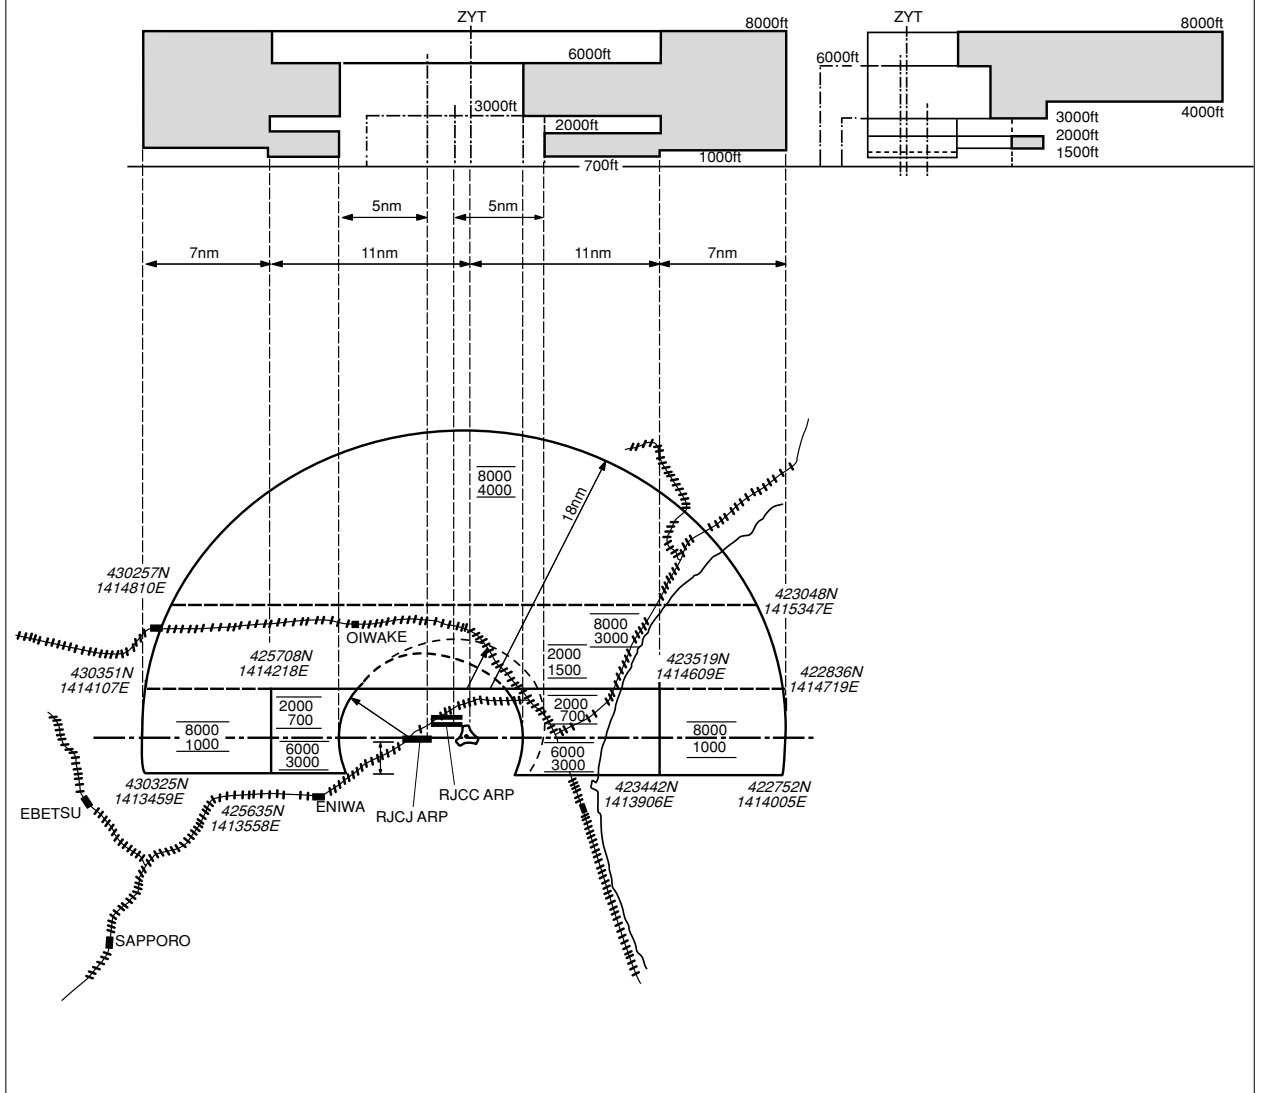 ZYT
8000ft
6000ft
3000ft
2000ft
1000ft
700ft
ZYT
8000ft
6000ft
4000ft
3000ft
2000ft
1500ft
5nm
5nm
7nm
11nm
11nm
7nm
8000
4000
18nm
430257N
1414810E
423048N
1415347E
8000
3000
OIWAKE
2000
1500
425708N
1414218E
423519N
1414609E
430351N
1414107E
422836N
1414719E
2000
700
2000
700
8000
1000
8000
1000
6000
3000
6000
3000
430325N
1413459E
423442N
1413906E
422752N
1414005E
RJCC ARP
ENIWA
RJCJ ARP
425635N
1413558E
EBETSU
SAPPORO